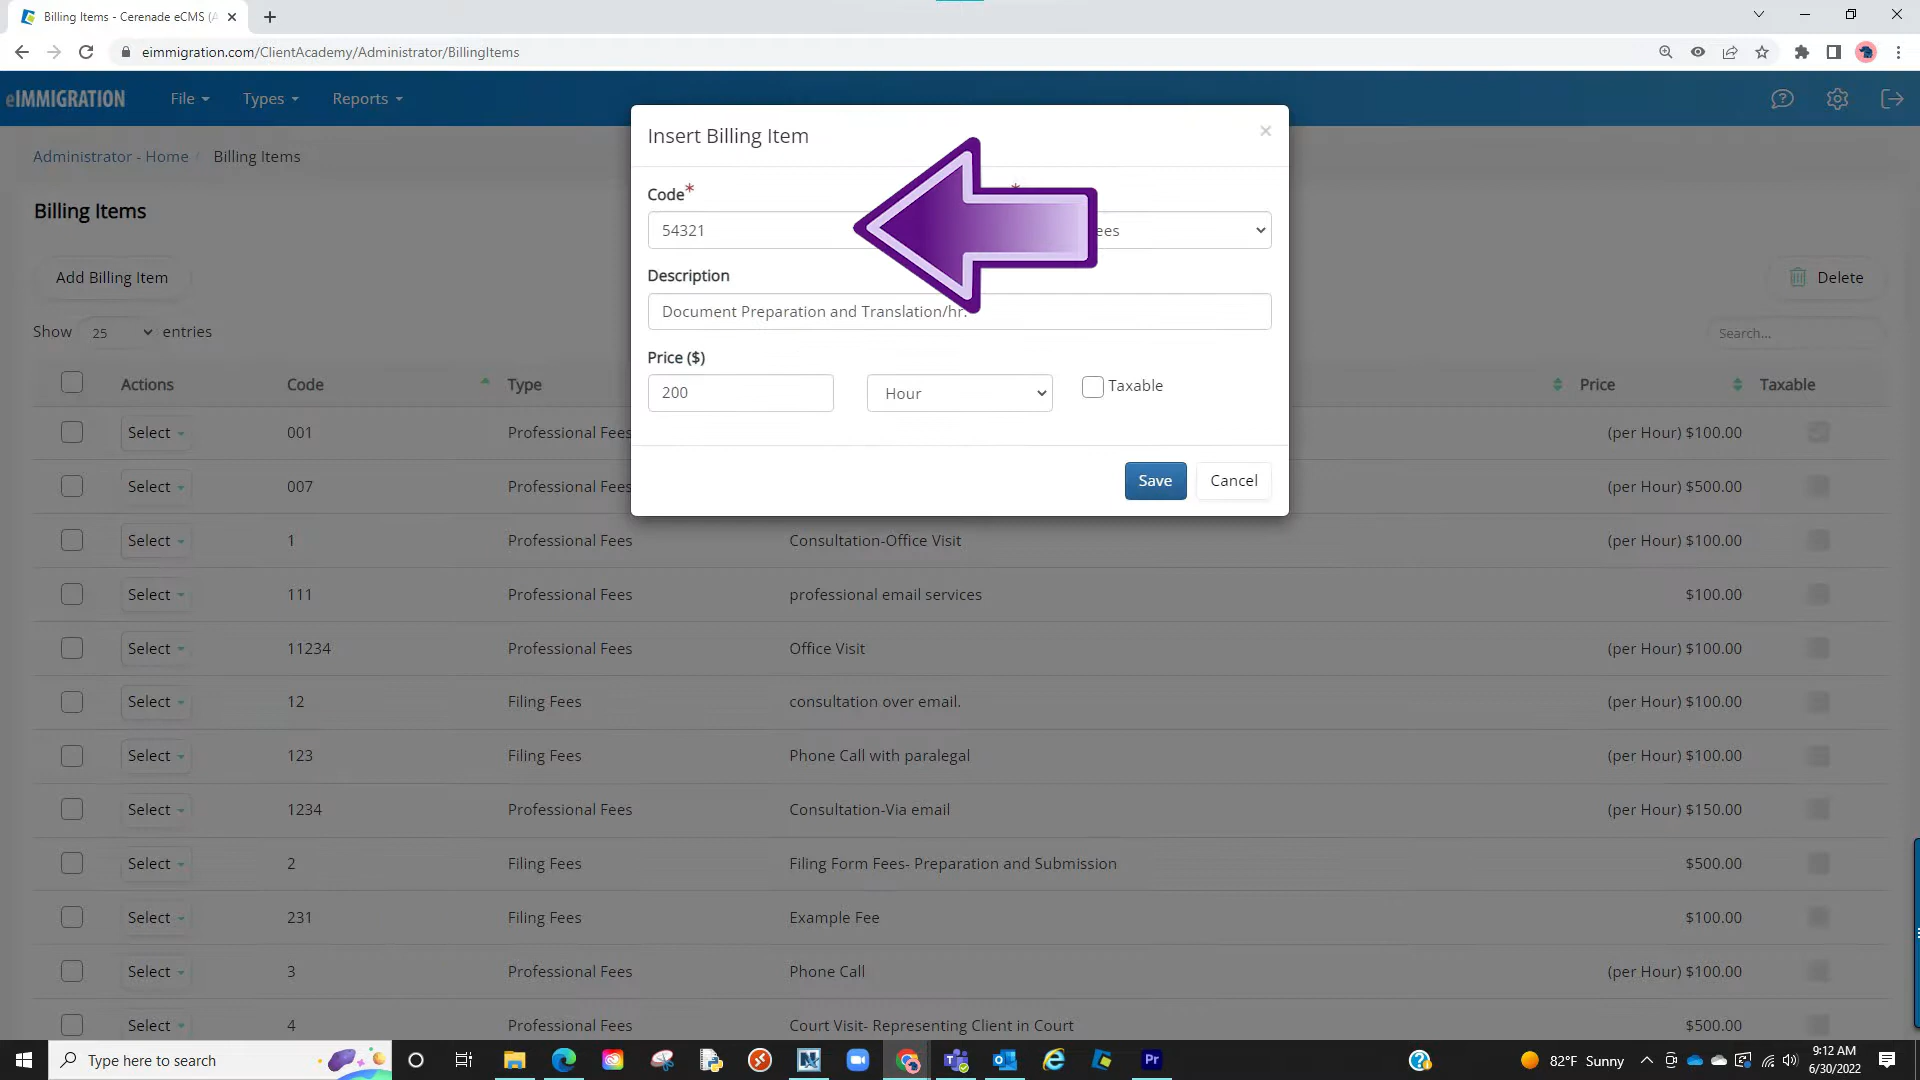 Billing Items - Cerenade eCMS (A
eimmigration.com/ClientAcademy/Administrator/BillingItems
eIMMIGRATION File Types Reports
Administrator - Home / Billing Items
Billing Items
Add Billing Item
Delete
Show 25 entries
Search...
Actions Code Type Price Taxable
Select 001 Professional Fees (per Hour) $100.00
Select 007 Professional Fees (per Hour) $500.00
Select 1 Professional Fees Consultation-Office Visit (per Hour) $100.00
Select 111 Professional Fees professional email services $100.00
Select 11234 Professional Fees Office Visit (per Hour) $100.00
Select 12 Filing Fees consultation over email. (per Hour) $100.00
Select 123 Filing Fees Phone Call with paralegal (per Hour) $100.00
Select 1234 Professional Fees Consultation-Via email (per Hour) $150.00
Select 2 Filing Fees Filing Form Fees- Preparation and Submission $500.00
Select 231 Filing Fees Example Fee $100.00
Select 3 Professional Fees Phone Call (per Hour) $100.00
Select 4 Professional Fees Court Visit- Representing Client in Court $500.00
Insert Billing Item
×
Code* *
54321
Description
Document Preparation and Translation/hr.
Price ($)
200 Hour Taxable
Save Cancel
Type here to search
Pr
82°F Sunny
9:12 AM
6/30/2022